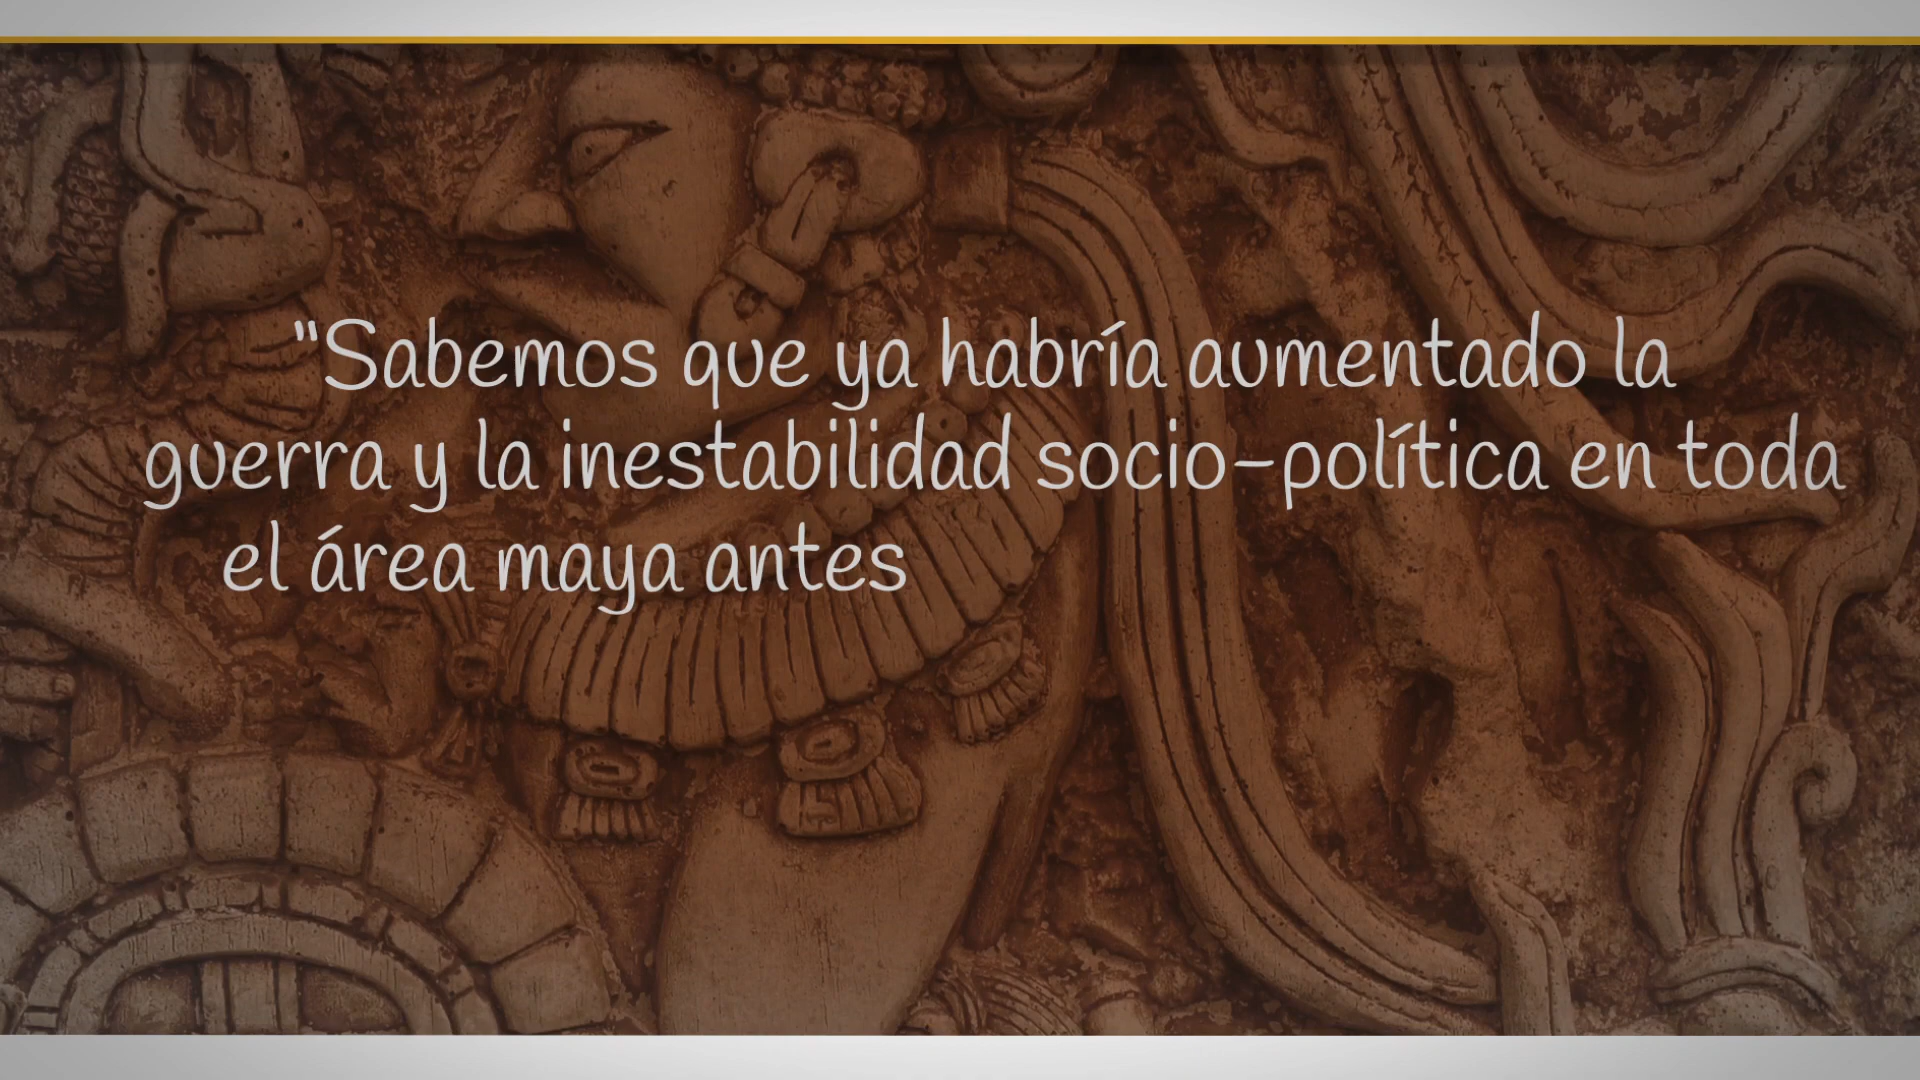 "Sabemos que ya habría aumentado la
guerra y la inestabilidad socio-política en toda
el área maya antes